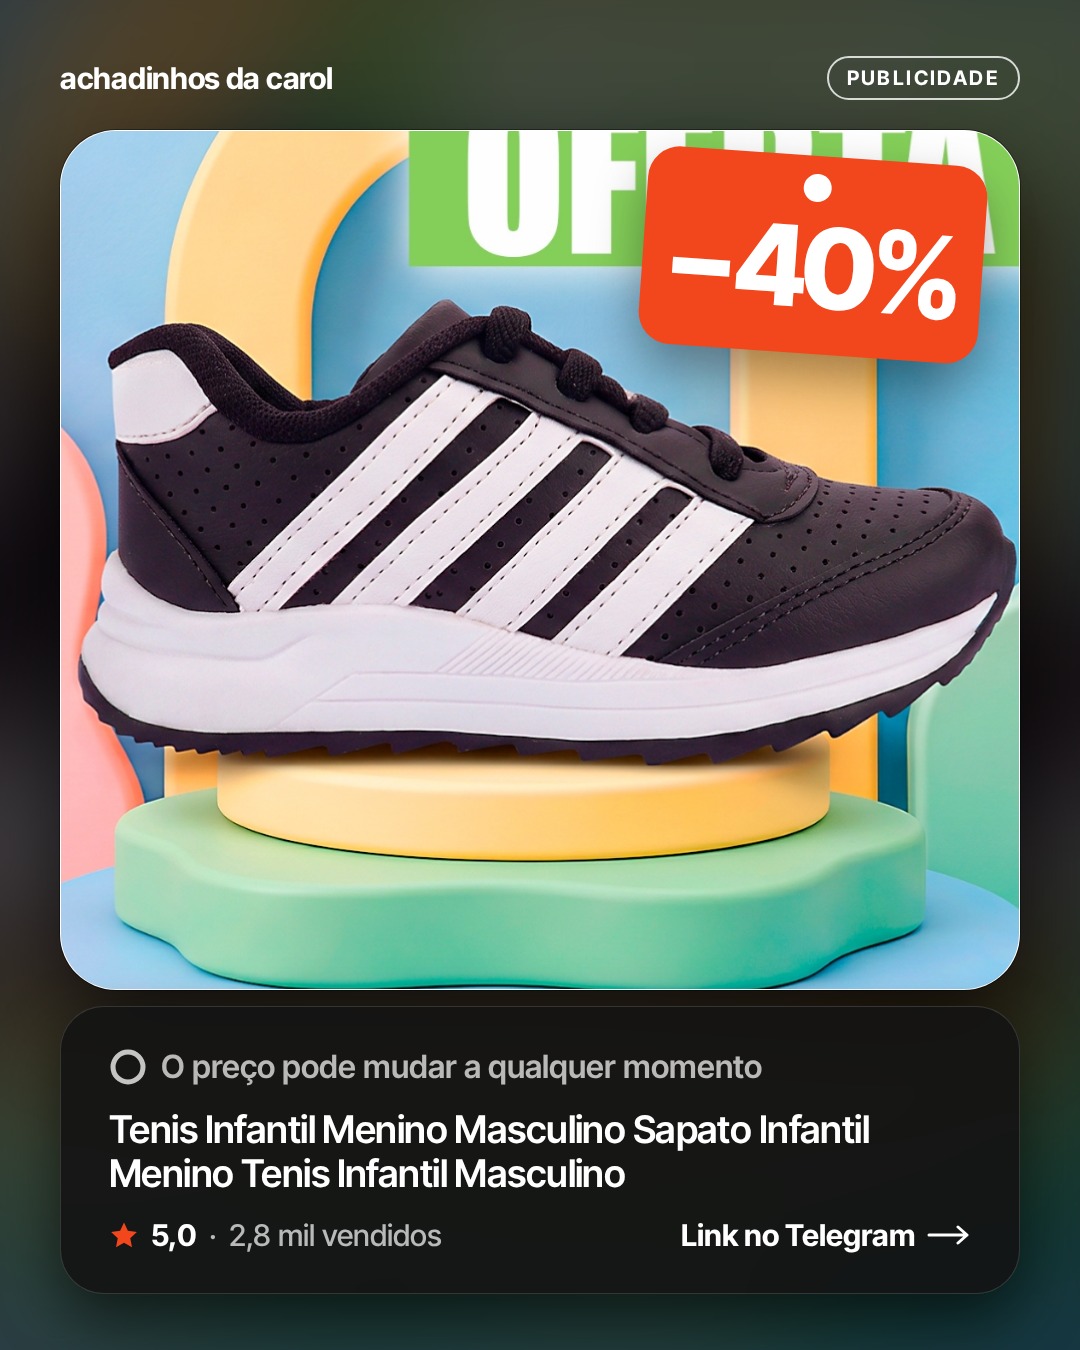 achadinhos da carol
PUBLICIDADE
OFERTA
−40%
O preço pode mudar a qualquer momento
Tenis Infantil Menino Masculino Sapato Infantil
Menino Tenis Infantil Masculino
5,0 · 2,8 mil vendidos
Link no Telegram →